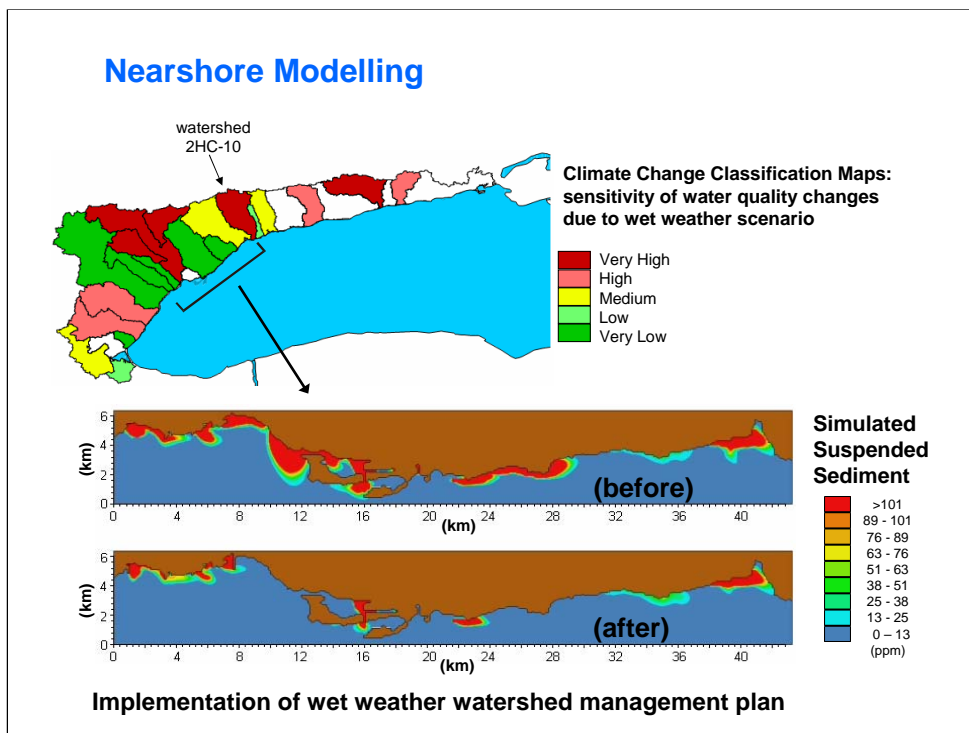 Nearshore Modelling
watershed
2HC-10
Climate Change Classification Maps:
sensitivity of water quality changes
due to wet weather scenario
Very High
High
Medium
Low
Very Low
6
4
2
0
(km)
(before)
0 4 8 12 16 20 24 28 32 36 40
(km)
6
4
2
0
(km)
(after)
0 4 8 12 16 20 24 28 32 36 40
(km)
Simulated
Suspended
Sediment
>101
89 - 101
76 - 89
63 - 76
51 - 63
38 - 51
25 - 38
13 - 25
0 – 13
(ppm)
Implementation of wet weather watershed management plan